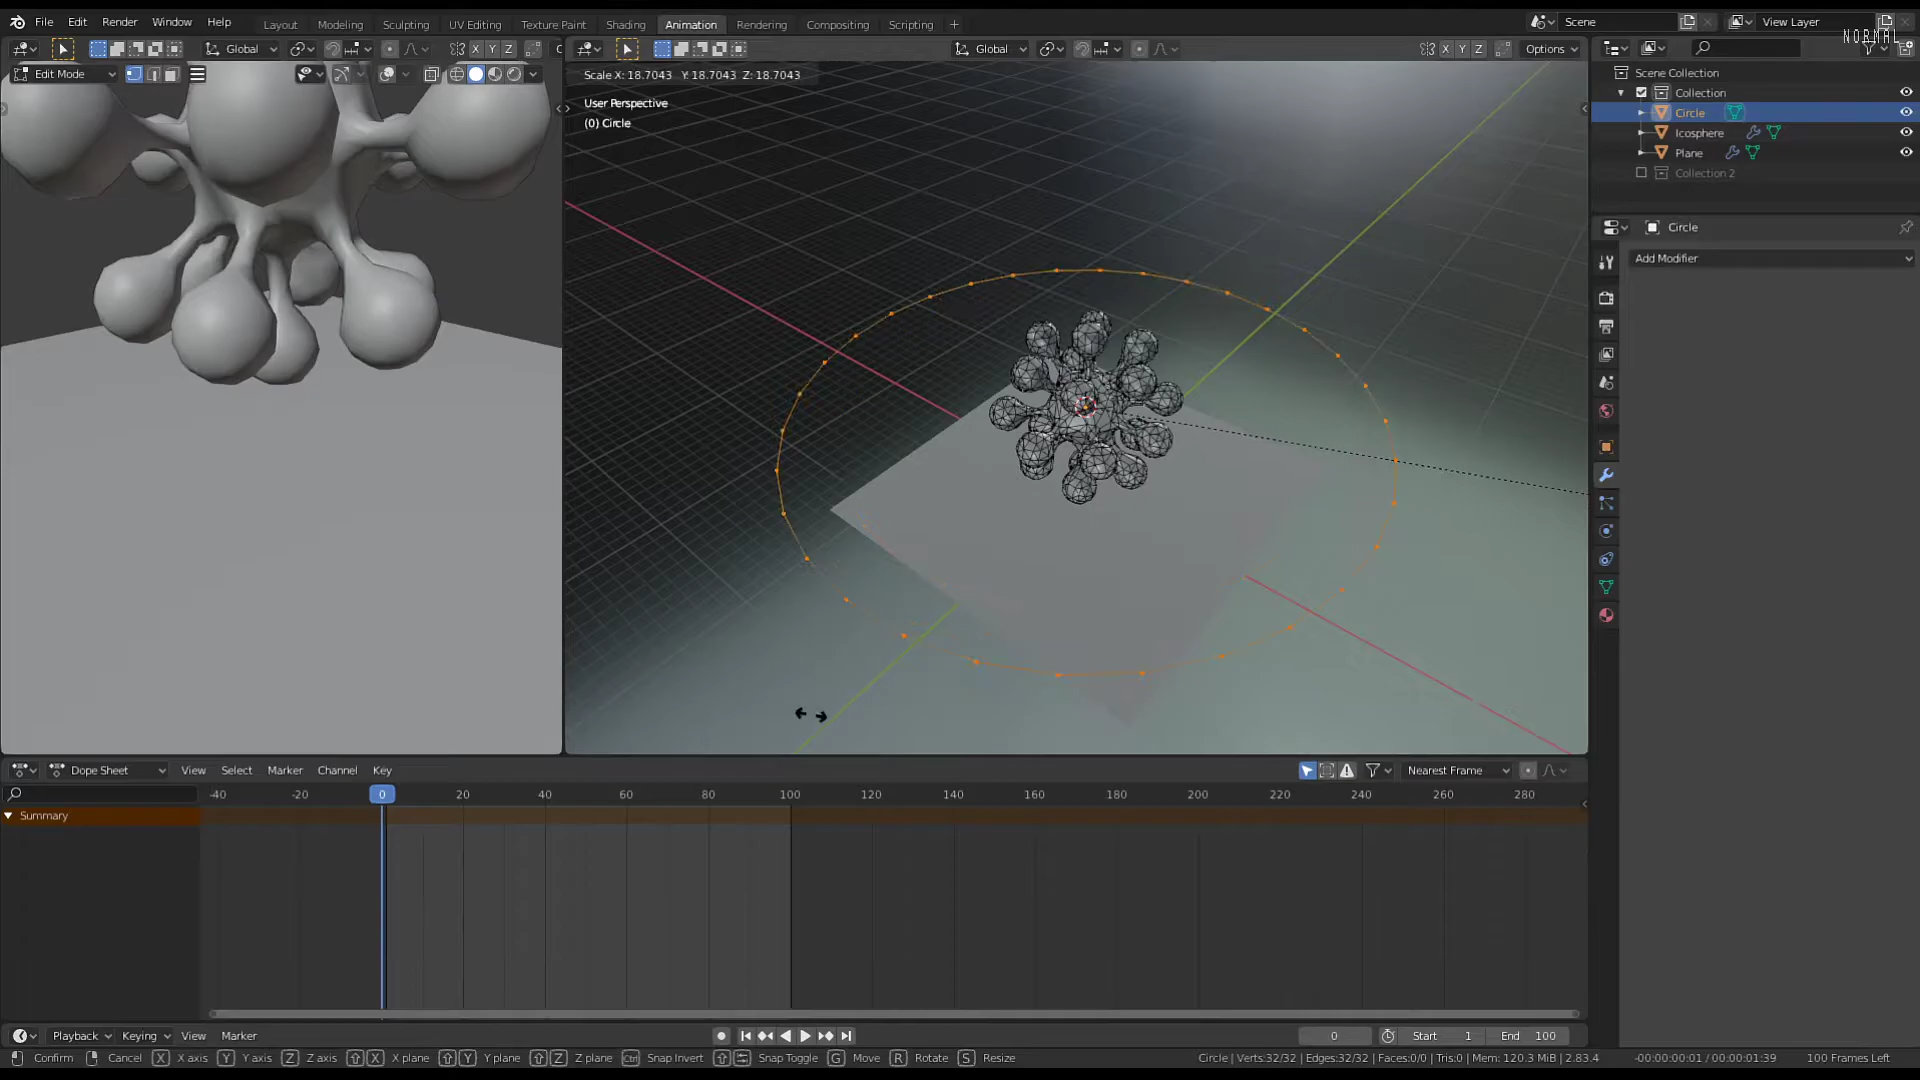 File Edit Render Window Help Layout Modeling Sculpting UV Editing Texture Paint Shading Animation Rendering Compositing Scripting + Scene View Layer
NORMAL
Global X Y Z Global X Y Z Options
Edit Mode
Scale X: 18.7043 Y: 18.7043 Z: 18.7043
User Perspective
(0) Circle
Scene Collection
Collection
Circle
Icosphere
Plane
Collection 2
Circle
Add Modifier
Dope Sheet View Select Marker Channel Key Nearest Frame
-40 -20 0 20 40 60 80 100 120 140 160 180 200 220 240 260 280
Summary
Playback Keying View Marker 0 Start 1 End 100
Confirm Cancel X X axis Y Y axis Z Z axis X X plane Y Y plane Z Z plane Ctrl Snap Invert Snap Toggle G Move R Rotate S Resize Circle | Verts:32/32 | Edges:32/32 | Faces:0/0 | Tris:0 | Mem: 120.3 MiB | 2.83.4 -00:00:00:01 / 00:00:01:39 100 Frames Left